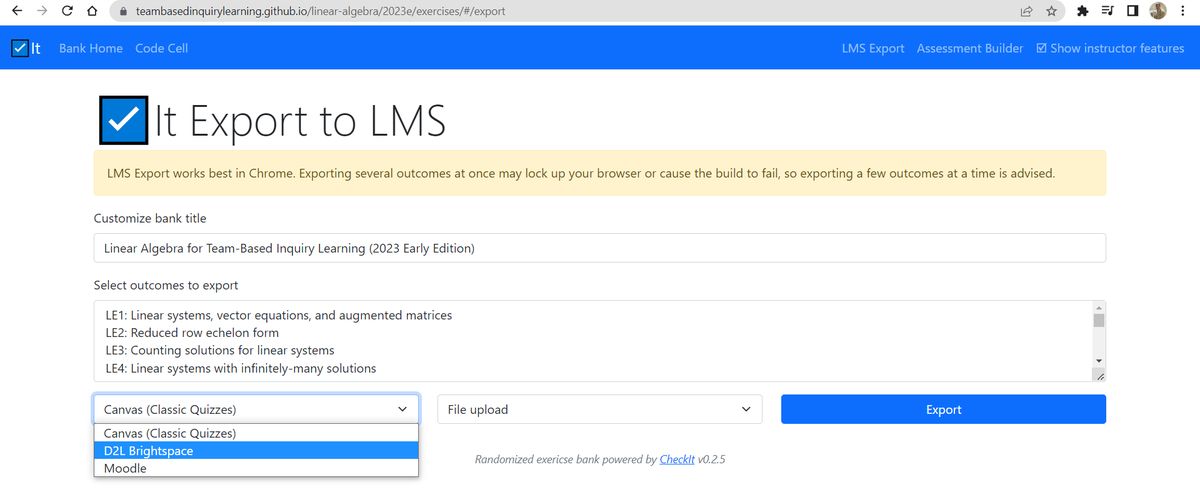 teambasedinquirylearning.github.io/linear-algebra/2023e/exercises/#/export
It Bank Home Code Cell LMS Export Assessment Builder Show instructor features
It Export to LMS
LMS Export works best in Chrome. Exporting several outcomes at once may lock up your browser or cause the build to fail, so exporting a few outcomes at a time is advised.
Customize bank title
Linear Algebra for Team-Based Inquiry Learning (2023 Early Edition)
Select outcomes to export
LE1: Linear systems, vector equations, and augmented matrices
LE2: Reduced row echelon form
LE3: Counting solutions for linear systems
LE4: Linear systems with infinitely-many solutions
Canvas (Classic Quizzes) File upload Export
Canvas (Classic Quizzes)
D2L Brightspace
Moodle
Randomized exericse bank powered by CheckIt v0.2.5